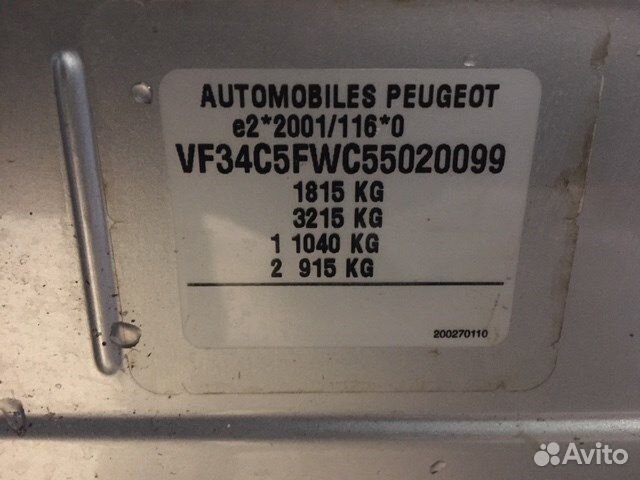 AUTOMOBILES PEUGEOT
e2*2001/116*0
VF34C5FWC55020099
1815 KG
3215 KG
1 1040 KG
2 915 KG
200270110
Avito